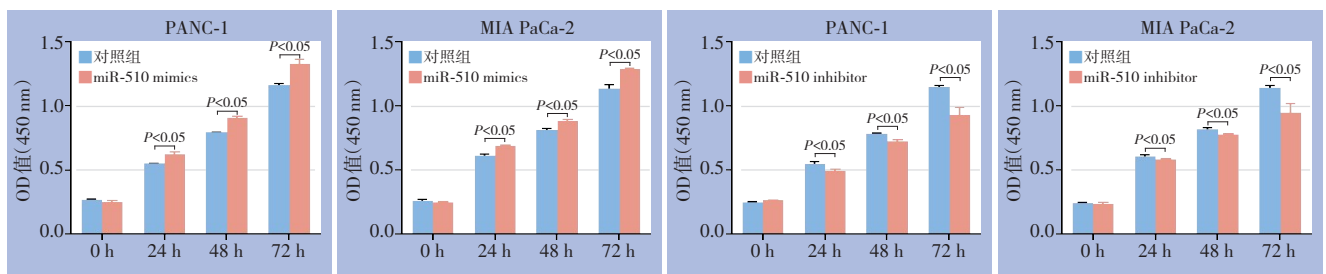 PANC-1
1.5
1.0
0.5
0.0
OD值(450 nm)
对照组
miR-510 mimics
P<0.05
P<0.05
P<0.05
0 h 24 h 48 h 72 h
MIA PaCa-2
1.5
1.0
0.5
0.0
OD值(450 nm)
对照组
miR-510 mimics
P<0.05
P<0.05
P<0.05
0 h 24 h 48 h 72 h
PANC-1
1.5
1.0
0.5
0.0
OD值(450 nm)
对照组
miR-510 inhibitor
P<0.05
P<0.05
P<0.05
0 h 24 h 48 h 72 h
MIA PaCa-2
1.5
1.0
0.5
0.0
OD值(450 nm)
对照组
miR-510 inhibitor
P<0.05
P<0.05
P<0.05
0 h 24 h 48 h 72 h